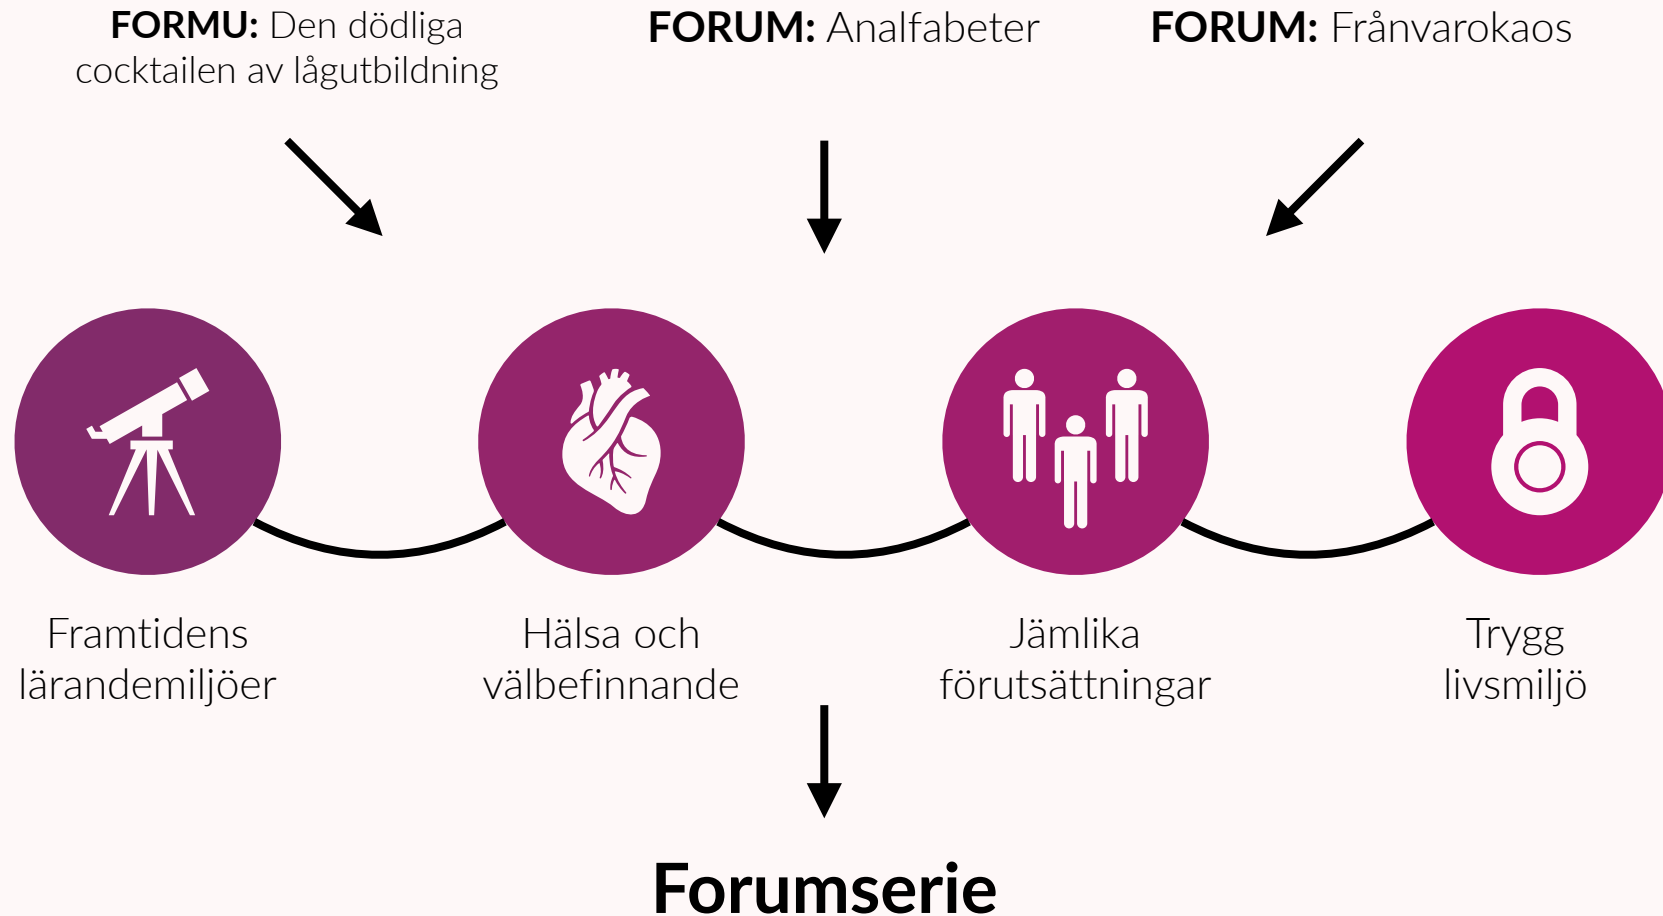 FORMU: Den dödliga
cocktailen av lågutbildning
FORUM: Analfabeter
FORUM: Frånvarokaos
Framtidens
lärandemiljöer
Hälsa och
välbefinnande
Jämlika
förutsättningar
Trygg
livsmiljö
Forumserie